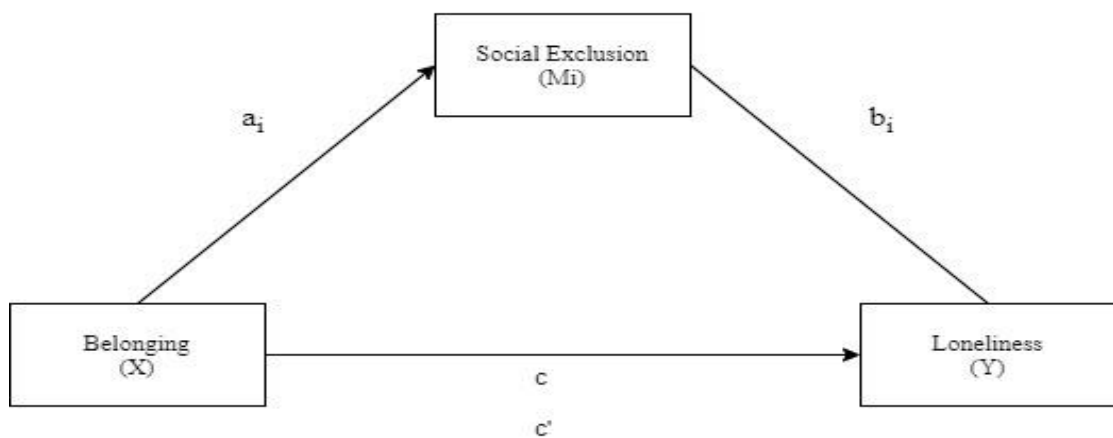 Social Exclusion
(Mi)
aᵢ
bᵢ
Belonging
(X)
Loneliness
(Y)
c
c'